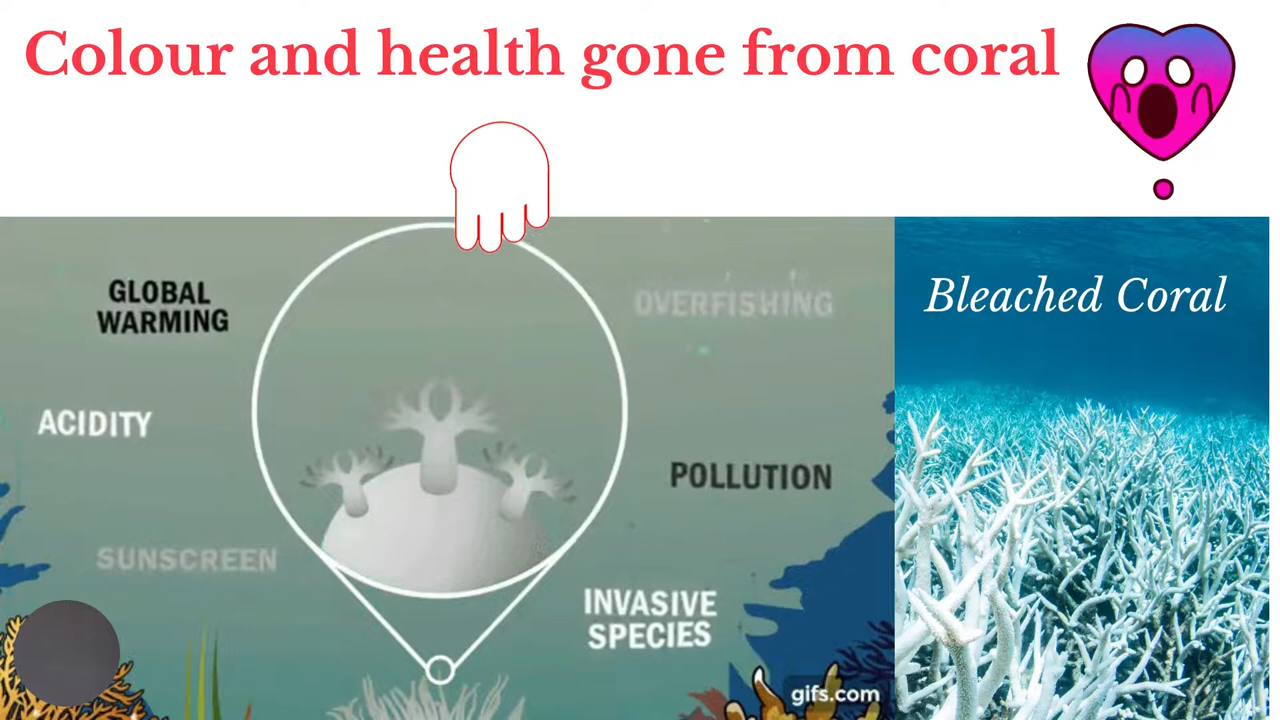 Colour and health gone from coral
GLOBAL
WARMING
OVERFISHING
Bleached Coral
ACIDITY
POLLUTION
SUNSCREEN
INVASIVE
SPECIES
gifs.com